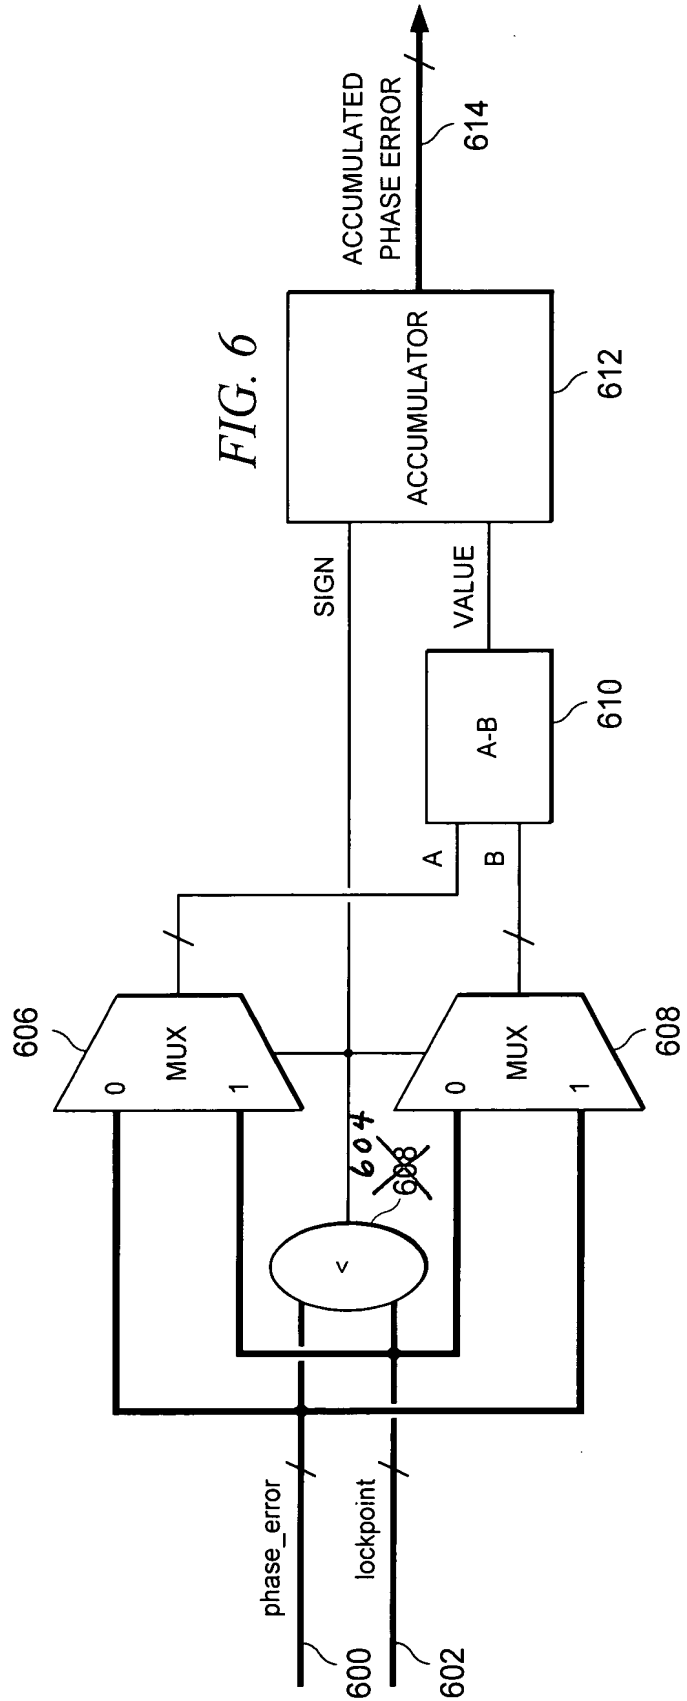 FIG. 6
phase_error
600
lockpoint
602
<
604
608
606
0
MUX
1
0
MUX
1
608
SIGN
A
B
A-B
610
VALUE
ACCUMULATOR
612
ACCUMULATED
PHASE ERROR
614